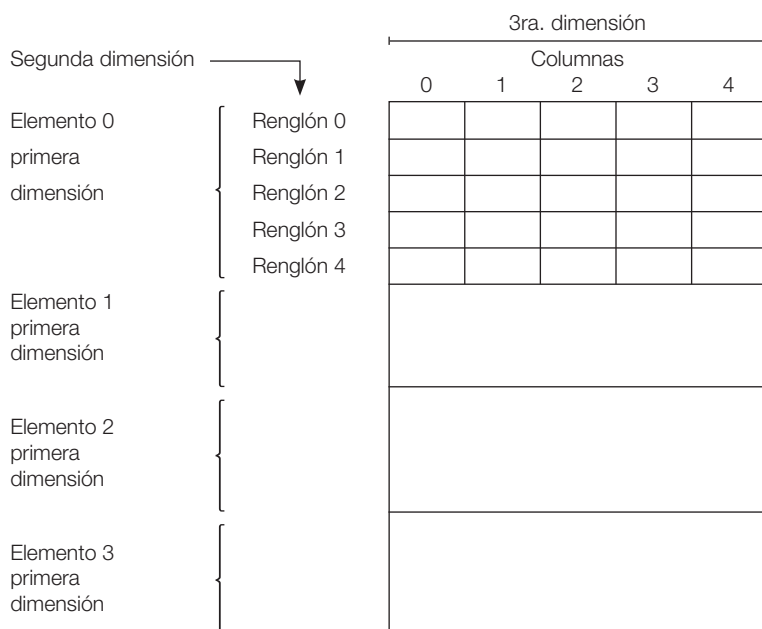 3ra. dimensión
Segunda dimensión
Columnas
0 1 2 3 4
Elemento 0
primera
dimensión
Renglón 0
Renglón 1
Renglón 2
Renglón 3
Renglón 4
Elemento 1
primera
dimensión
Elemento 2
primera
dimensión
Elemento 3
primera
dimensión